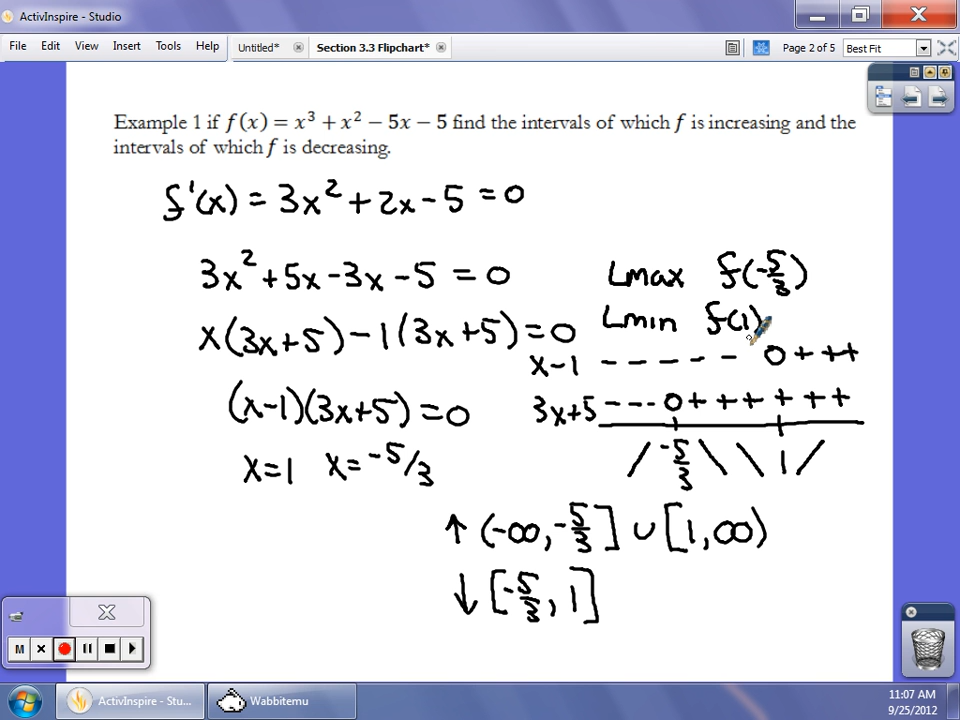 ActivInspire - Studio
File Edit View Insert Tools Help Untitled* Section 3.3 Flipchart* Page 2 of 5 Best Fit
Example 1 if f(x) = x³ + x² − 5x − 5 find the intervals of which f is increasing and the
intervals of which f is decreasing.
f'(x) = 3x² + 2x - 5 = 0
3x² + 5x - 3x - 5 = 0
Lmax f(-5/3)
x(3x+5) - 1(3x+5) = 0
Lmin f(1)
x-1 - - - - - 0 + + +
(x-1)(3x+5) = 0
3x+5 - - - 0 + + + + + +
x=1 x= -5/3
/ -5/3 \ \ 1 /
↑ (-∞, -5/3] ∪ [1, ∞)
↓ [-5/3, 1]
M
ActivInspire - Stu...
Wabbitemu
11:07 AM
9/25/2012